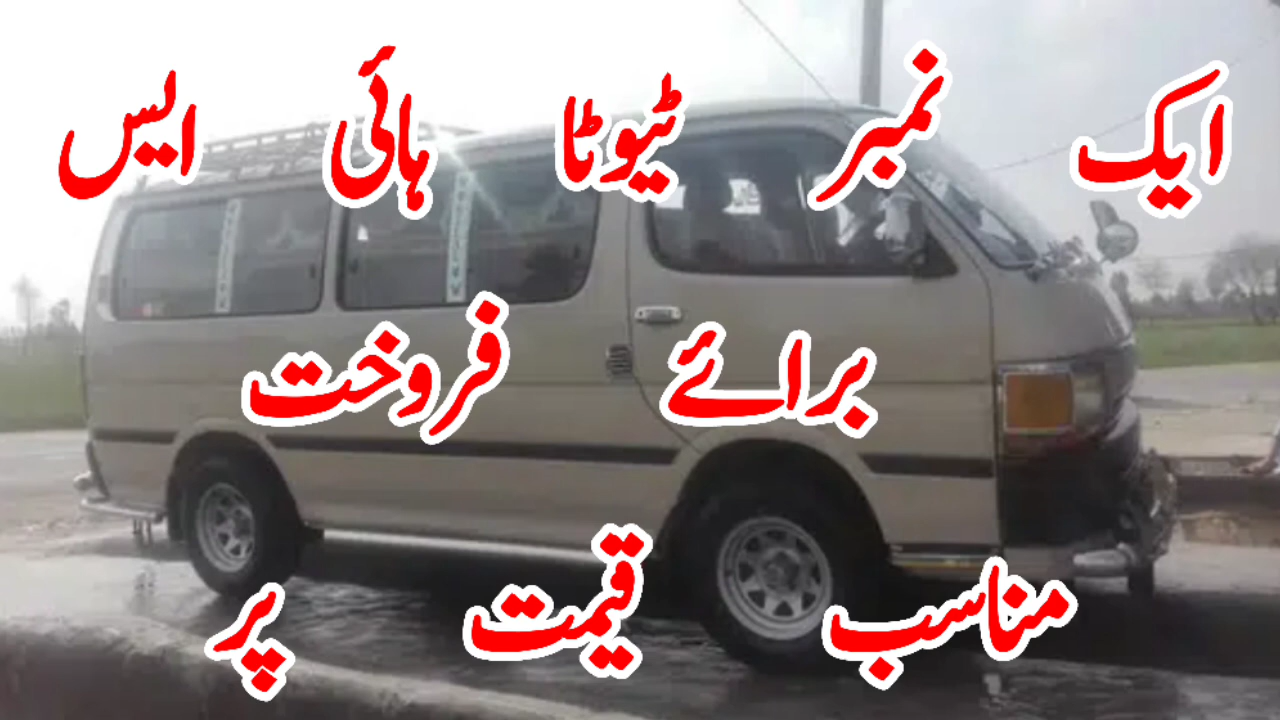 ایک نمبر ٹیوٹا ہائی ایس
برائے فروخت
مناسب قیمت پر